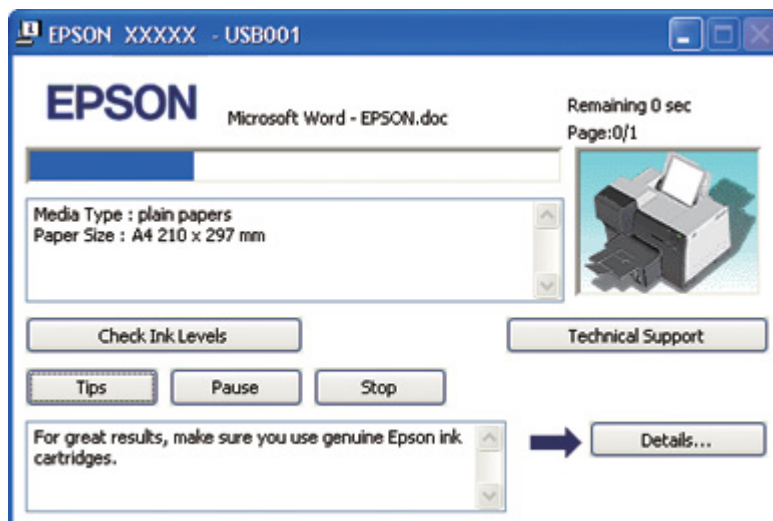 EPSON XXXXX - USB001
EPSON
Microsoft Word - EPSON.doc
Remaining 0 sec
Page:0/1
Media Type : plain papers
Paper Size : A4 210 x 297 mm
Check Ink Levels
Technical Support
Tips
Pause
Stop
For great results, make sure you use genuine Epson ink
cartridges.
Details...